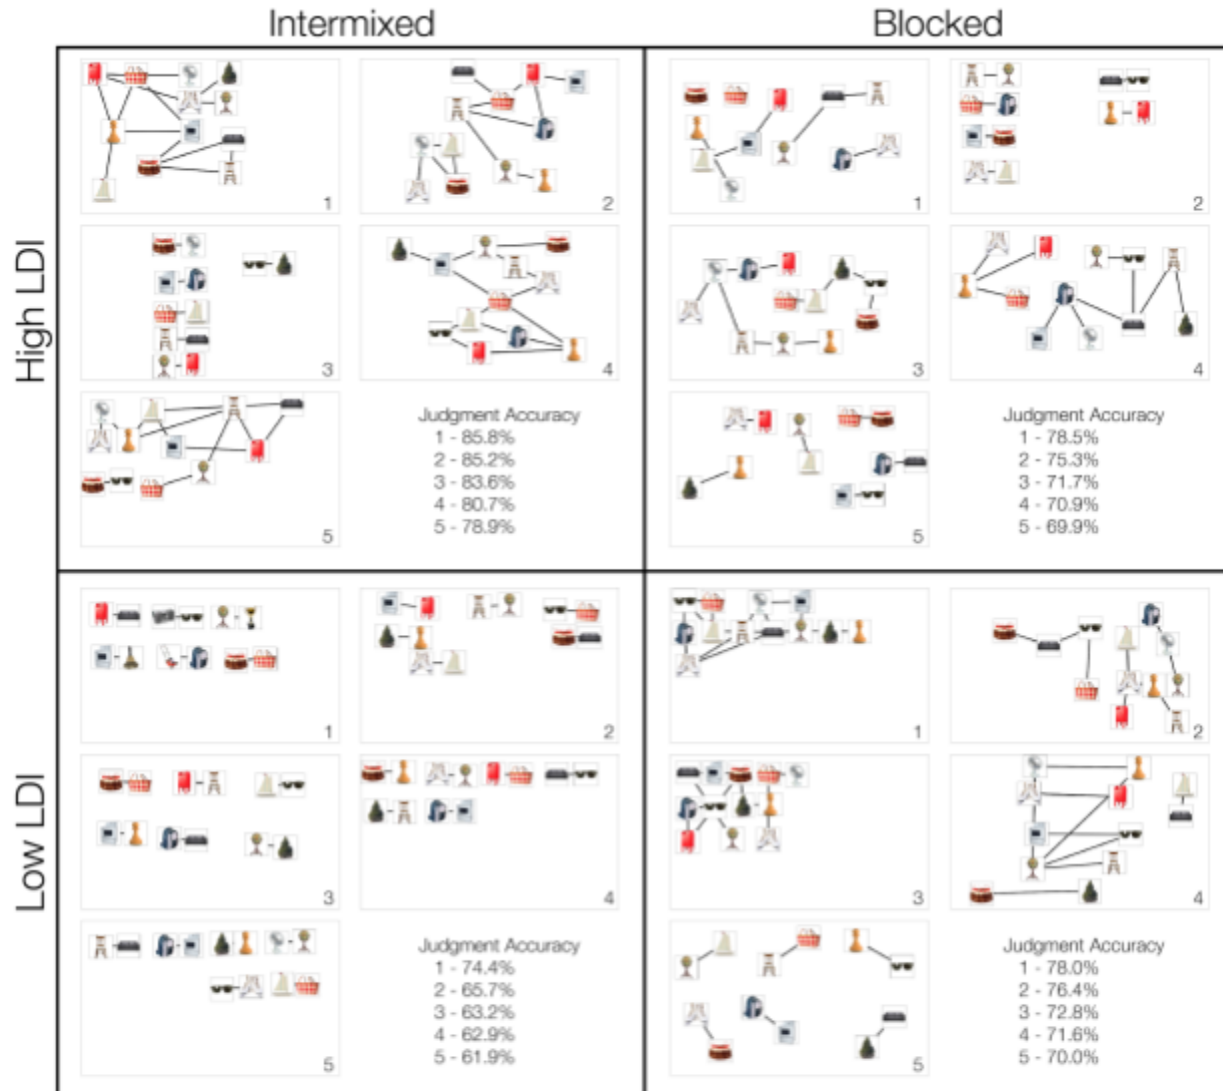 Intermixed
Blocked
High LDI
1
2
3
4
5
Judgment Accuracy
1 - 85.8%
2 - 85.2%
3 - 83.6%
4 - 80.7%
5 - 78.9%
1
2
3
4
5
Judgment Accuracy
1 - 78.5%
2 - 75.3%
3 - 71.7%
4 - 70.9%
5 - 69.9%
Low LDI
1
2
3
4
5
Judgment Accuracy
1 - 74.4%
2 - 65.7%
3 - 63.2%
4 - 62.9%
5 - 61.9%
1
2
3
4
5
Judgment Accuracy
1 - 78.0%
2 - 76.4%
3 - 72.8%
4 - 71.6%
5 - 70.0%